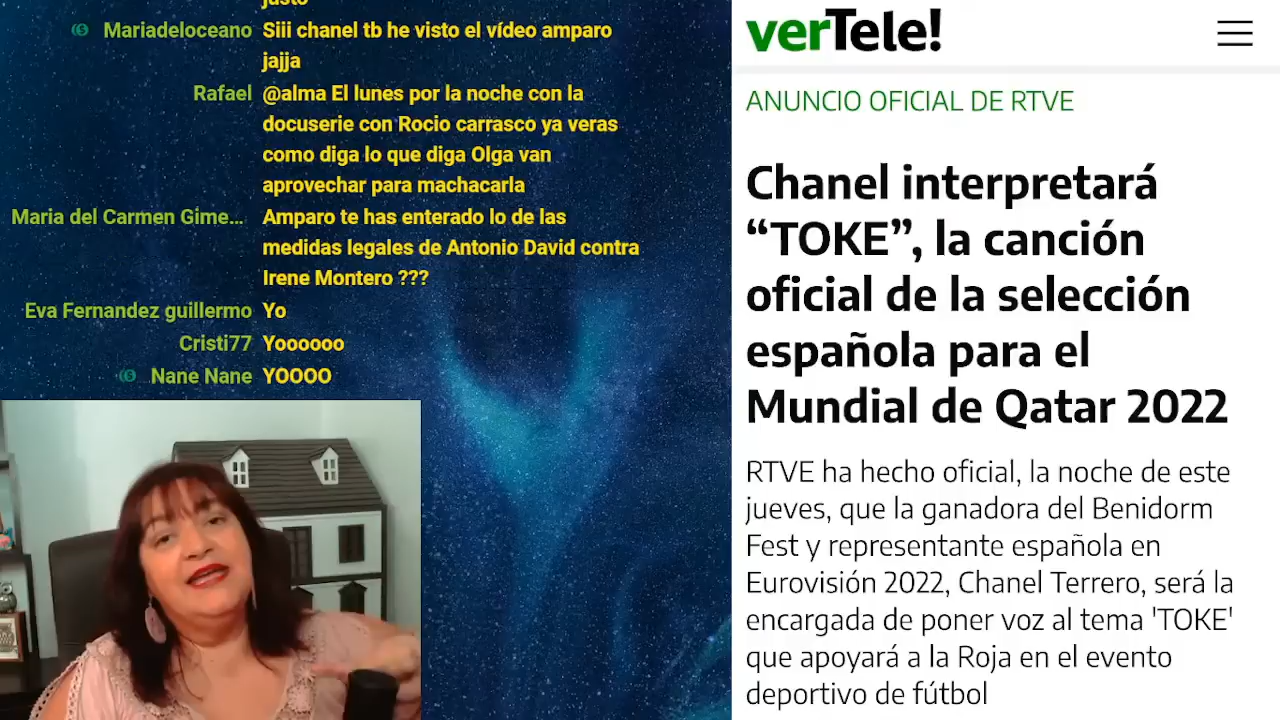 justo
Mariadeloceano Siii chanel tb he visto el vídeo amparo
jajja
Rafael @alma El lunes por la noche con la
docuserie con Rocio carrasco ya veras
como diga lo que diga Olga van
aprovechar para machacarla
Maria del Carmen Gime... Amparo te has enterado lo de las
medidas legales de Antonio David contra
Irene Montero ???
Eva Fernandez guillermo Yo
Cristi77 Yoooooo
Nane Nane YOOOO
verTele!
ANUNCIO OFICIAL DE RTVE
Chanel interpretará
“TOKE”, la canción
oficial de la selección
española para el
Mundial de Qatar 2022
RTVE ha hecho oficial, la noche de este
jueves, que la ganadora del Benidorm
Fest y representante española en
Eurovisión 2022, Chanel Terrero, será la
encargada de poner voz al tema 'TOKE'
que apoyará a la Roja en el evento
deportivo de fútbol